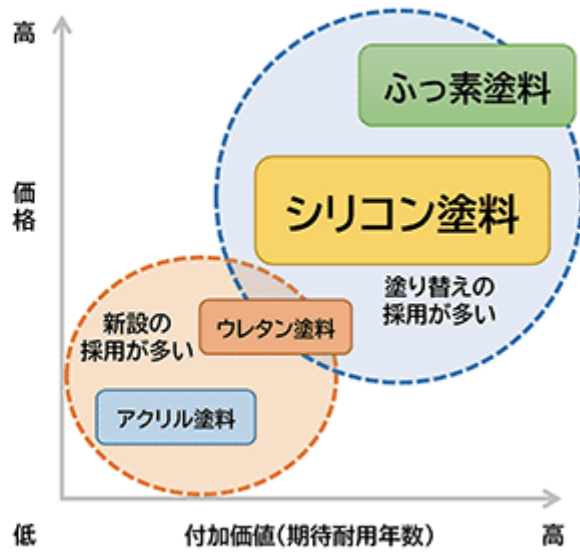 高
ふっ素塗料
シリコン塗料
価格
塗り替えの
採用が多い
新設の
採用が多い
ウレタン塗料
アクリル塗料
低
付加価値(期待耐用年数)
高